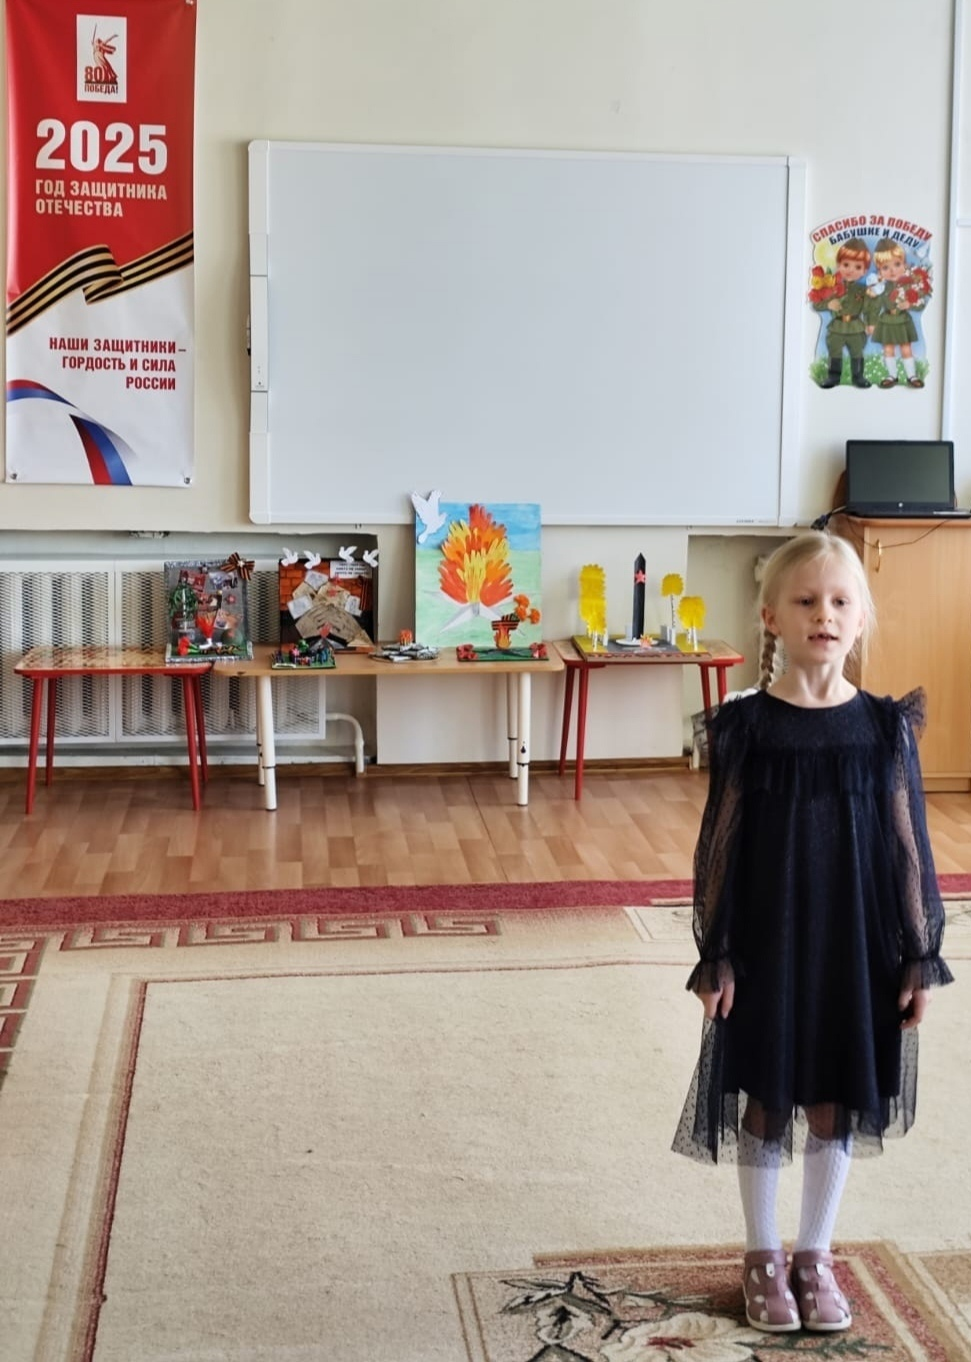 80
ПОБЕДА!
2025
ГОД ЗАЩИТНИКА
ОТЕЧЕСТВА
НАШИ ЗАЩИТНИКИ –
ГОРДОСТЬ И СИЛА
РОССИИ
СПАСИБО ЗА ПОБЕДУ
БАБУШКЕ И ДЕДУ!